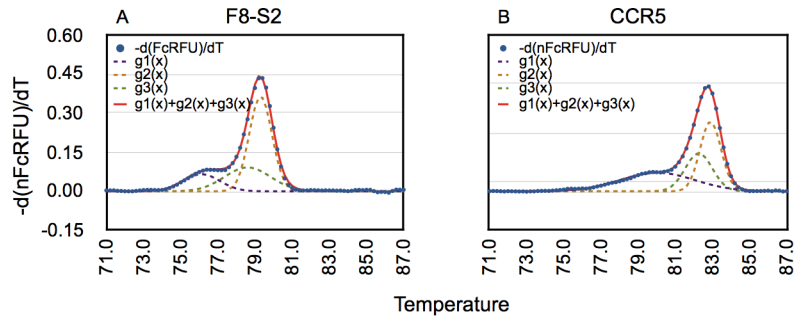 A F8-S2
B CCR5
-d(nFcRFU)/dT
0.60
0.45
0.30
0.15
0.00
-0.15
-d(FcRFU)/dT
g1(x)
g2(x)
g3(x)
g1(x)+g2(x)+g3(x)
71.0 73.0 75.0 77.0 79.0 81.0 83.0 85.0 87.0
-d(nFcRFU)/dT
g1(x)
g2(x)
g3(x)
g1(x)+g2(x)+g3(x)
71.0 73.0 75.0 77.0 79.0 81.0 83.0 85.0 87.0
Temperature